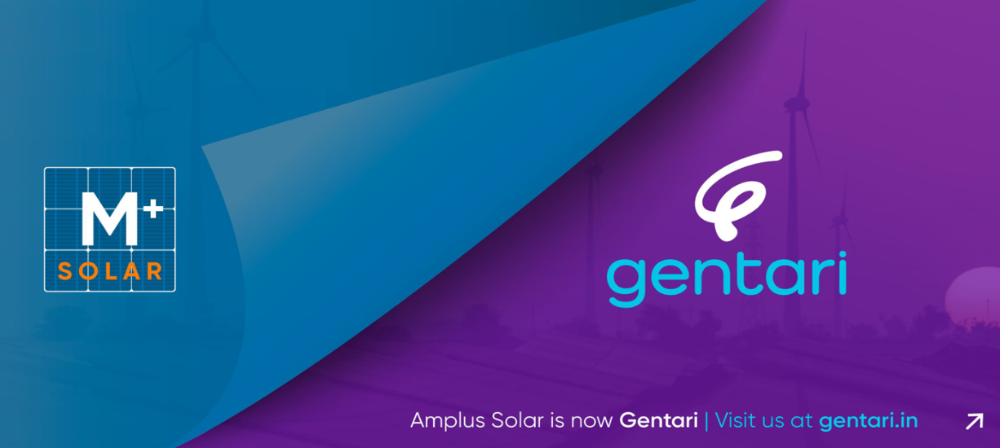 M+
SOLAR
gentari
Amplus Solar is now Gentari | Visit us at gentari.in